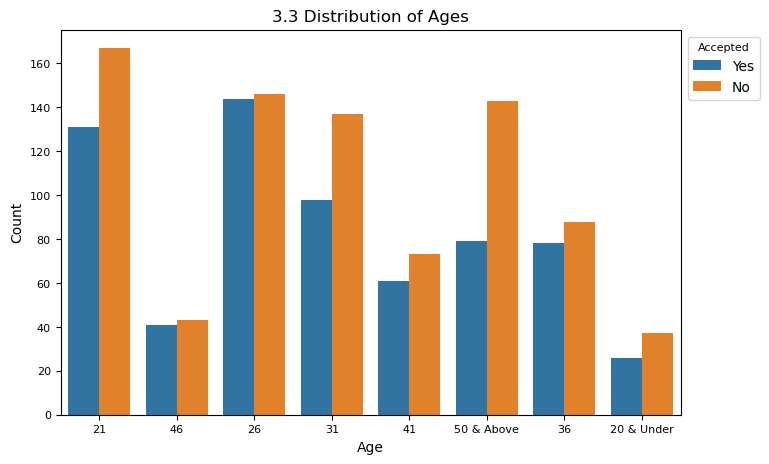 3.3 Distribution of Ages
Accepted
Yes
No
Count
160
140
120
100
80
60
40
20
0
21 46 26 31 41 50 & Above 36 20 & Under
Age